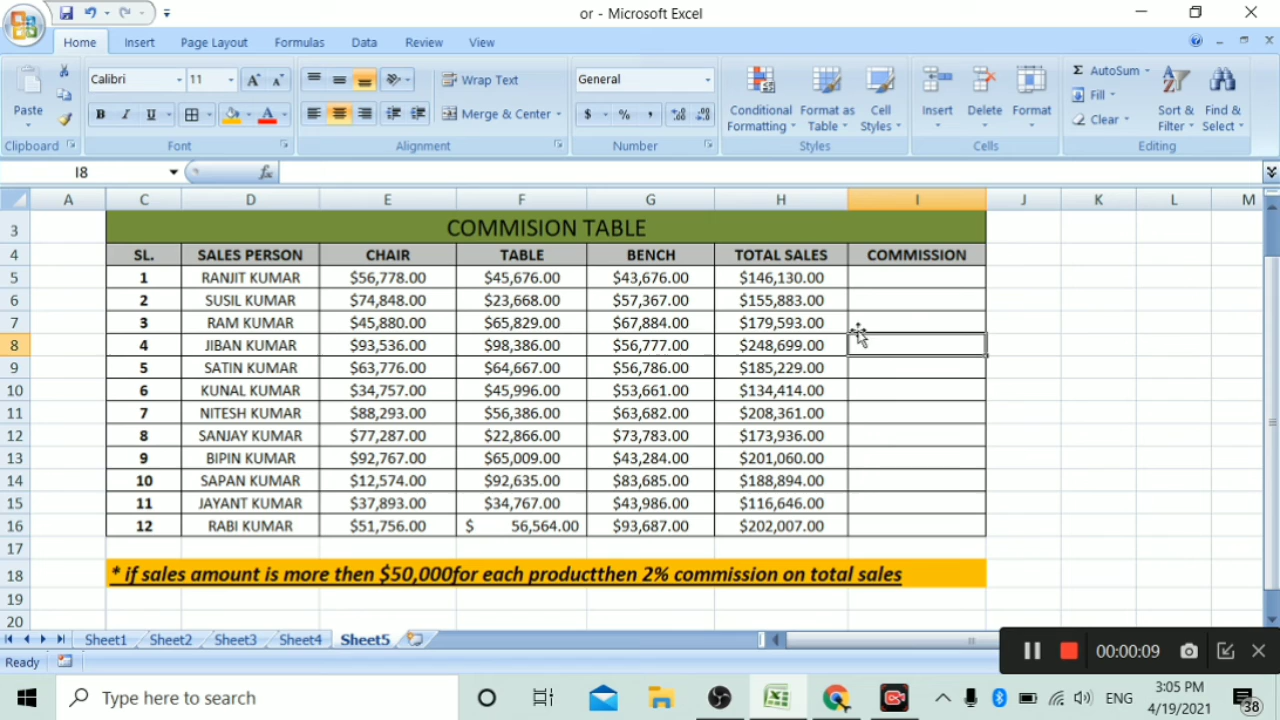 or - Microsoft Excel
Home Insert Page Layout Formulas Data Review View
Paste
Clipboard
Calibri 11
B I U A A A
Font
Wrap Text
Merge & Center
Alignment
General
$ % ,
Number
Conditional Formatting
Format as Table
Cell Styles
Styles
Insert Delete Format
Cells
Σ AutoSum
Fill
Clear
Sort & Filter
Find & Select
Editing
I8 fx
A C D E F G H I J K L M
3 COMMISION TABLE
4 SL. SALES PERSON CHAIR TABLE BENCH TOTAL SALES COMMISSION
5 1 RANJIT KUMAR $56,778.00 $45,676.00 $43,676.00 $146,130.00
6 2 SUSIL KUMAR $74,848.00 $23,668.00 $57,367.00 $155,883.00
7 3 RAM KUMAR $45,880.00 $65,829.00 $67,884.00 $179,593.00
8 4 JIBAN KUMAR $93,536.00 $98,386.00 $56,777.00 $248,699.00
9 5 SATIN KUMAR $63,776.00 $64,667.00 $56,786.00 $185,229.00
10 6 KUNAL KUMAR $34,757.00 $45,996.00 $53,661.00 $134,414.00
11 7 NITESH KUMAR $88,293.00 $56,386.00 $63,682.00 $208,361.00
12 8 SANJAY KUMAR $77,287.00 $22,866.00 $73,783.00 $173,936.00
13 9 BIPIN KUMAR $92,767.00 $65,009.00 $43,284.00 $201,060.00
14 10 SAPAN KUMAR $12,574.00 $92,635.00 $83,685.00 $188,894.00
15 11 JAYANT KUMAR $37,893.00 $34,767.00 $43,986.00 $116,646.00
16 12 RABI KUMAR $51,756.00 $ 56,564.00 $93,687.00 $202,007.00
17
18 * if sales amount is more then $50,000for each productthen 2% commission on total sales
19
20
Sheet1 Sheet2 Sheet3 Sheet4 Sheet5
Ready
00:00:09
Type here to search
ENG
3:05 PM
4/19/2021
38